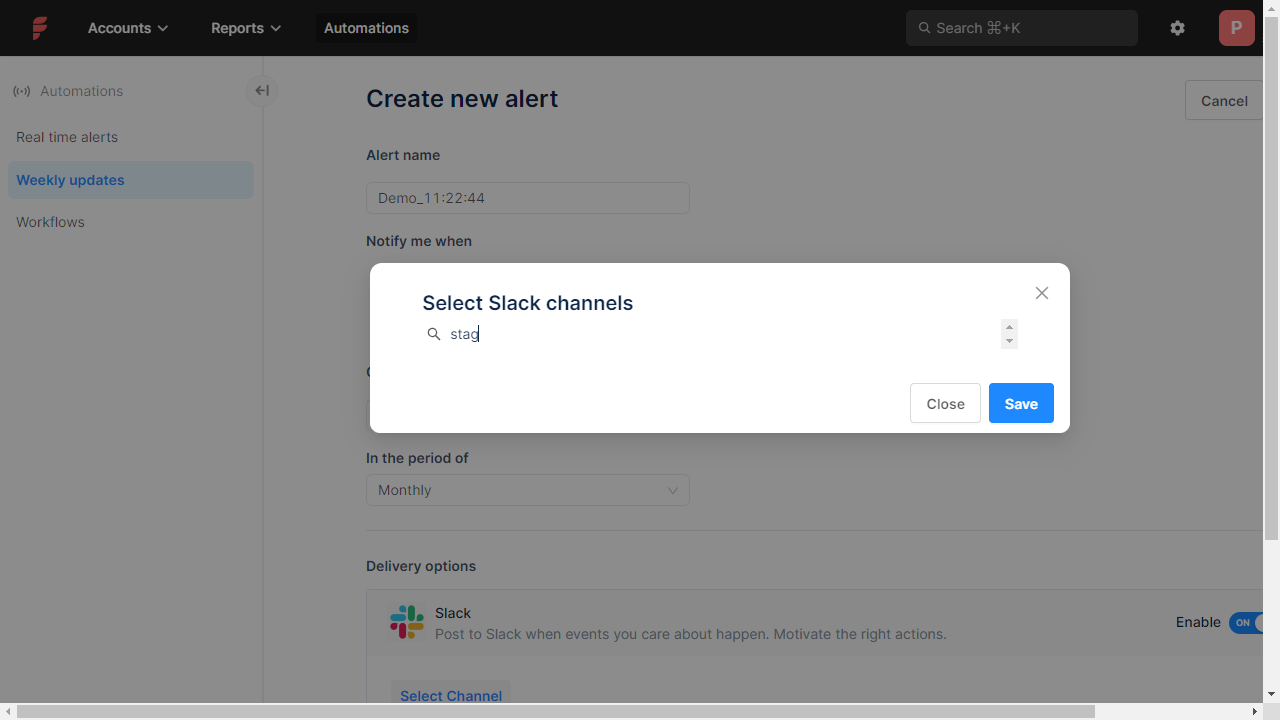 Accounts
Reports
Automations
Search ⌘+K
P
Automations
Real time alerts
Weekly updates
Workflows
Create new alert
Cancel
Alert name
Demo_11:22:44
Notify me when
Select Slack channels
stag
Close
Save
In the period of
Monthly
Delivery options
Slack
Post to Slack when events you care about happen. Motivate the right actions.
Enable
ON
Select Channel